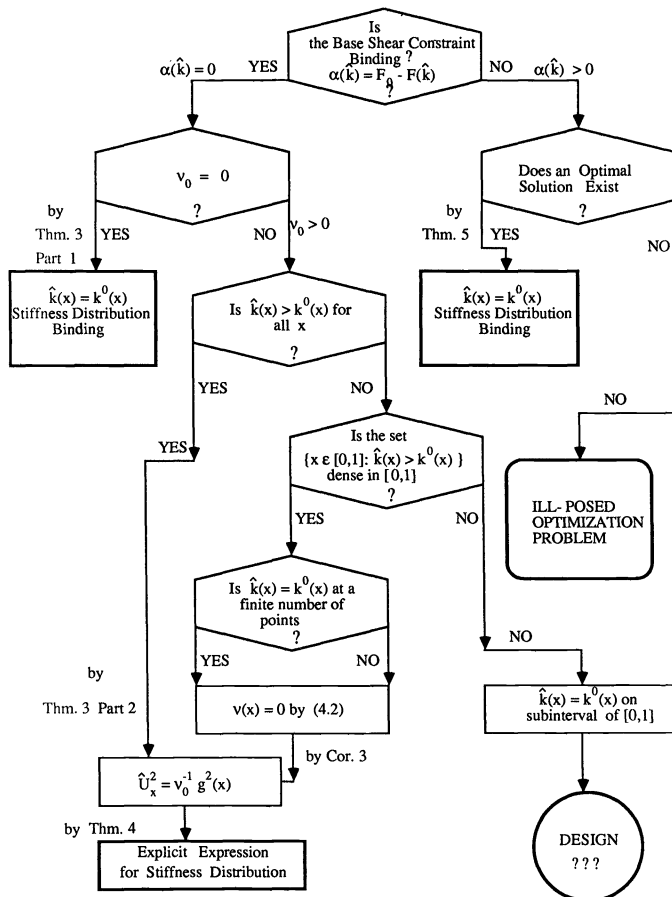 Is
the Base Shear Constraint
Binding ?
α(k̂) = F₀ - F(k̂)
?
α(k̂) = 0
YES
NO
α(k̂) > 0
ν₀ = 0
?
Does an Optimal
Solution Exist
?
by
Thm. 3
Part 1
YES
NO
ν₀ > 0
by
Thm. 5
YES
NO
k̂(x) = k⁰(x)
Stiffness Distribution
Binding
Is k̂(x) > k⁰(x) for
all x
?
k̂(x) = k⁰(x)
Stiffness Distribution
Binding
YES
NO
NO
YES
Is the set
{x ε [0,1]: k̂(x) > k⁰(x) }
dense in [0,1]
?
ILL- POSED
OPTIMIZATION
PROBLEM
YES
NO
Is k̂(x) = k⁰(x) at a
finite number of
points
?
NO
YES
NO
by
Thm. 3 Part 2
ν(x) = 0 by (4.2)
k̂(x) = k⁰(x) on
subinterval of [0,1]
by Cor. 3
Û²ₓ = ν₀⁻¹ g²(x)
by Thm. 4
Explicit Expression
for Stiffness Distribution
DESIGN
? ? ?